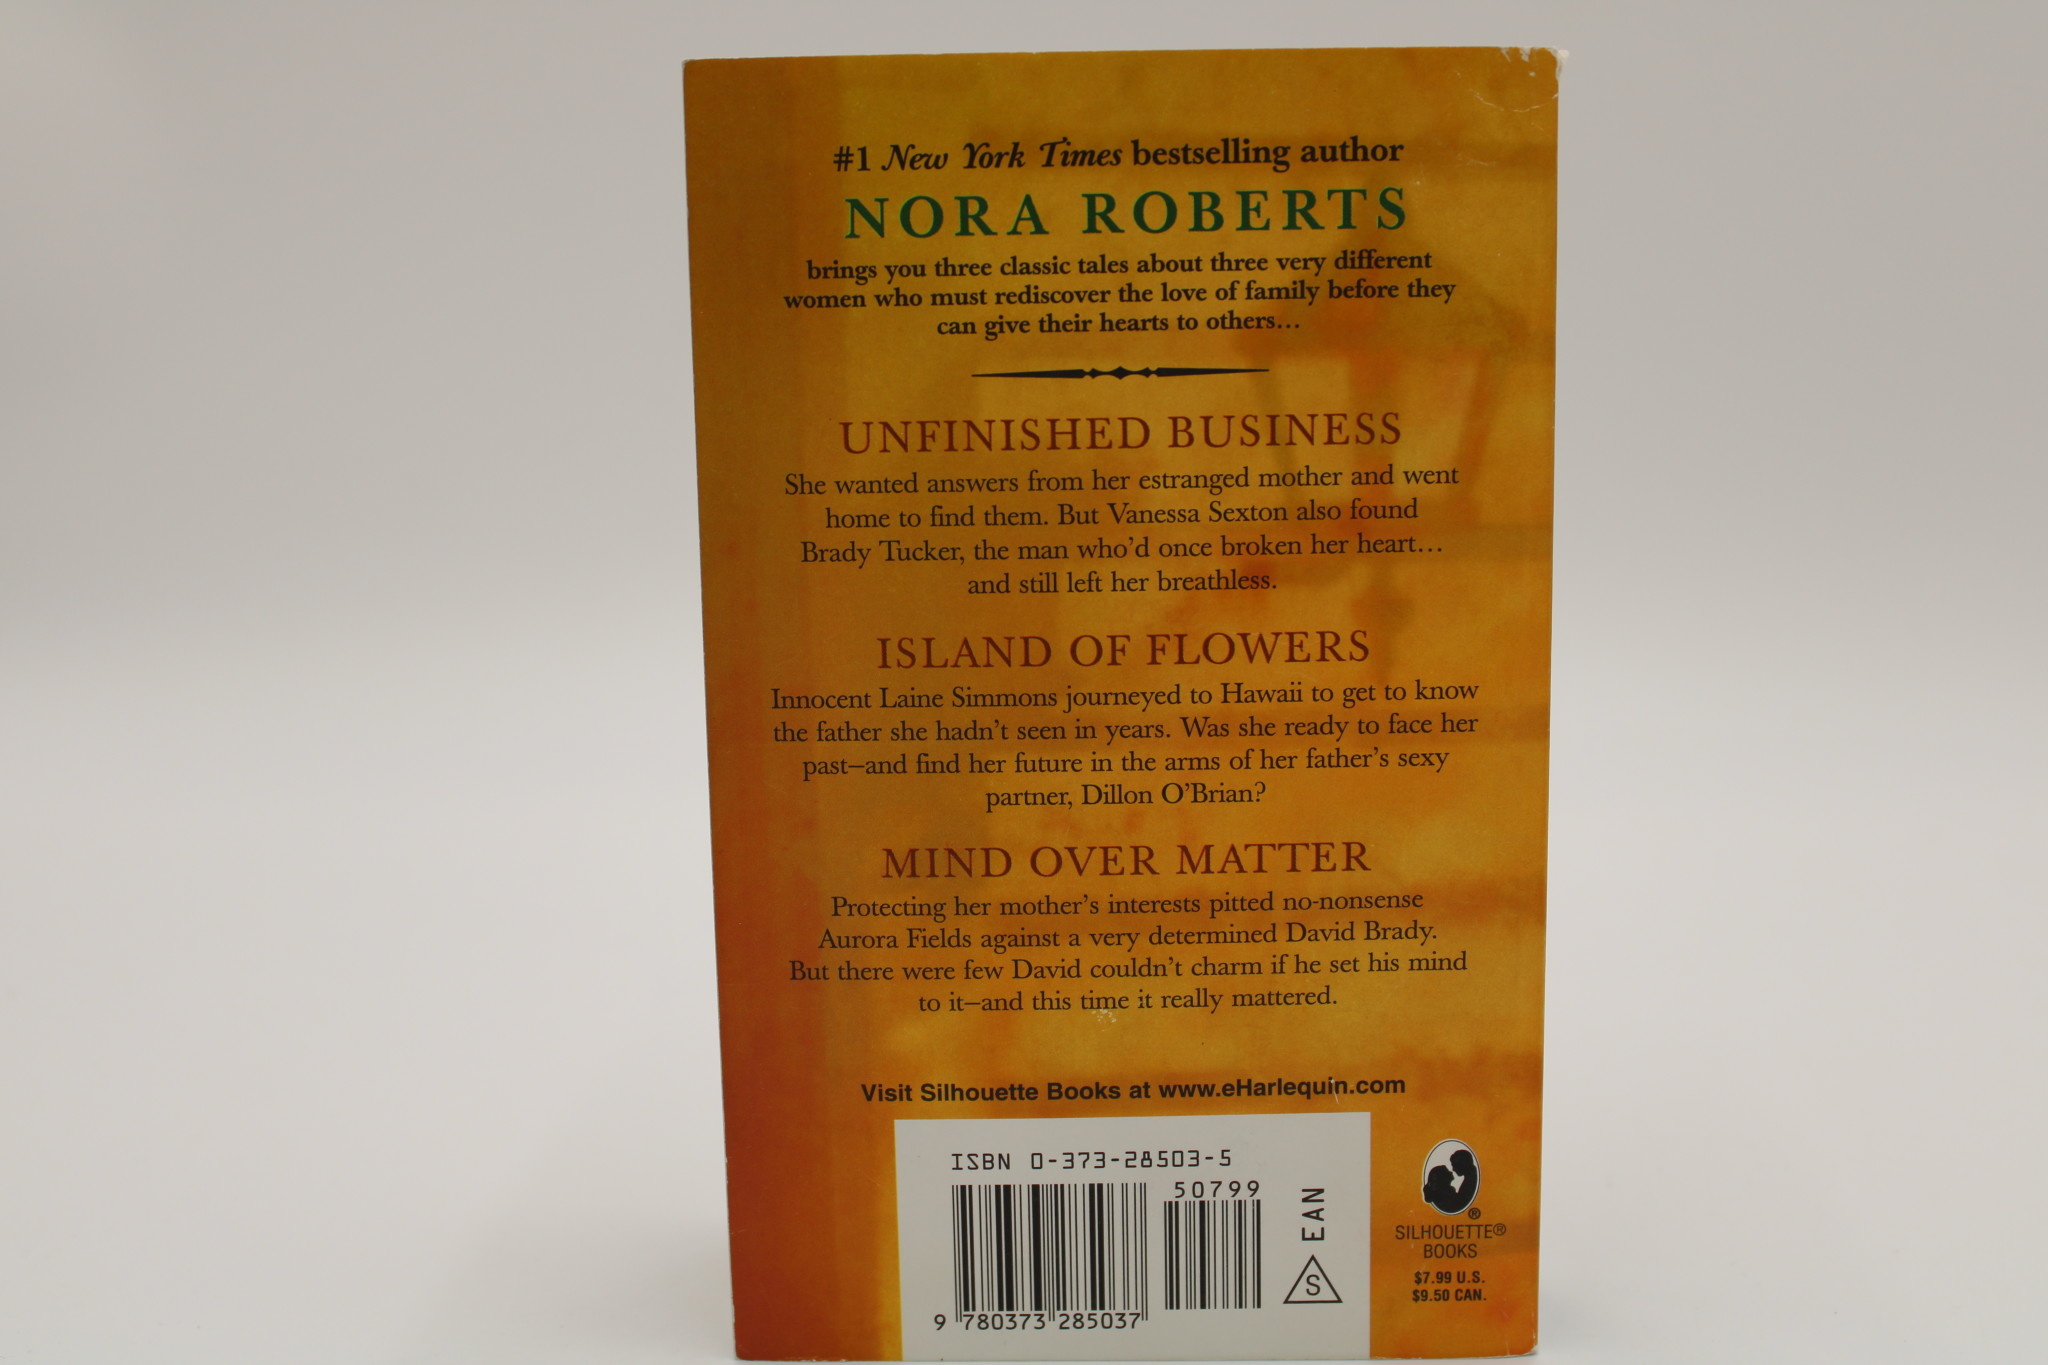 #1 New York Times bestselling author
NORA ROBERTS
brings you three classic tales about three very different
women who must rediscover the love of family before they
can give their hearts to others…
UNFINISHED BUSINESS
She wanted answers from her estranged mother and went
home to find them. But Vanessa Sexton also found
Brady Tucker, the man who’d once broken her heart…
and still left her breathless.
ISLAND OF FLOWERS
Innocent Laine Simmons journeyed to Hawaii to get to know
the father she hadn’t seen in years. Was she ready to face her
past—and find her future in the arms of her father’s sexy
partner, Dillon O’Brian?
MIND OVER MATTER
Protecting her mother’s interests pitted no-nonsense
Aurora Fields against a very determined David Brady.
But there were few David couldn’t charm if he set his mind
to it—and this time it really mattered.
Visit Silhouette Books at www.eHarlequin.com
ISBN 0-373-28503-5
50799
EAN
S
9 780373 285037
®
SILHOUETTE®
BOOKS
$7.99 U.S.
$9.50 CAN.